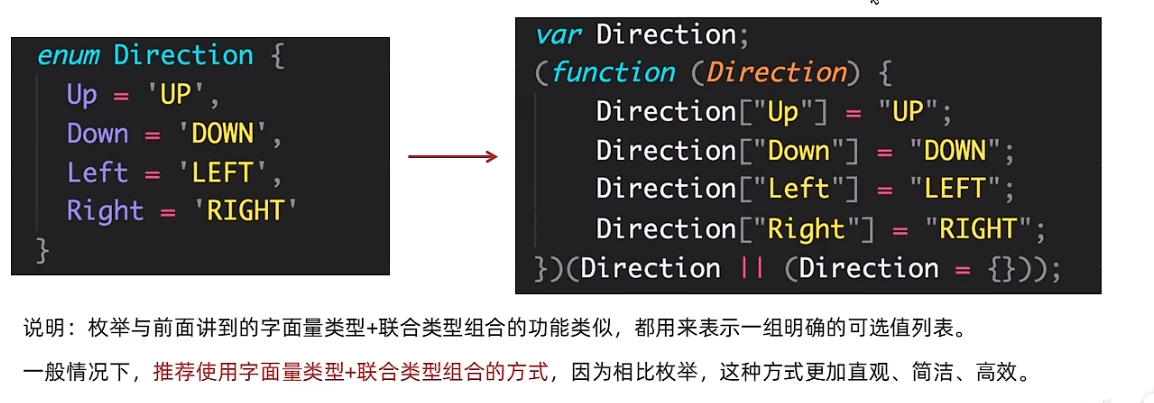 enum Direction {
Up = 'UP',
Down = 'DOWN',
Left = 'LEFT',
Right = 'RIGHT'
}
var Direction;
(function (Direction) {
Direction["Up"] = "UP";
Direction["Down"] = "DOWN";
Direction["Left"] = "LEFT";
Direction["Right"] = "RIGHT";
})(Direction || (Direction = {}));
说明：枚举与前面讲到的字面量类型+联合类型组合的功能类似，都用来表示一组明确的可选值列表。
一般情况下，推荐使用字面量类型+联合类型组合的方式，因为相比枚举，这种方式更加直观、简洁、高效。